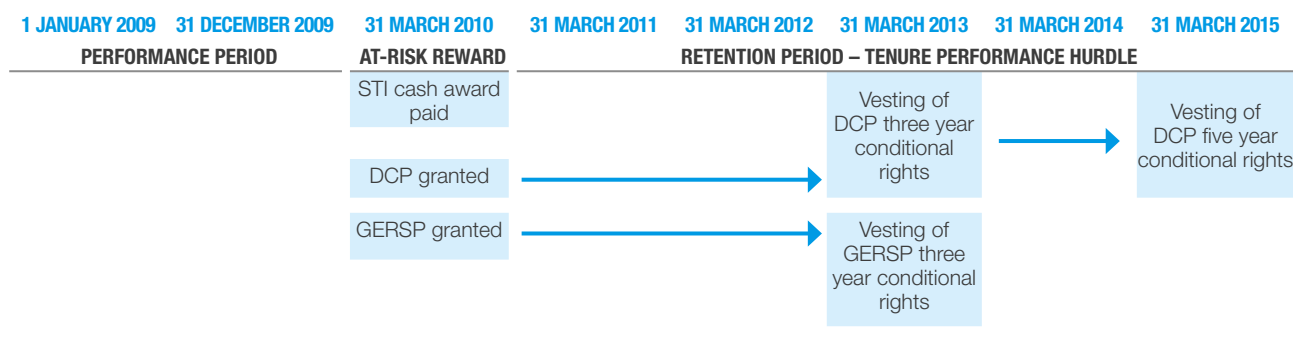 1 JANUARY 2009 31 DECEMBER 2009 31 MARCH 2010 31 MARCH 2011 31 MARCH 2012 31 MARCH 2013 31 MARCH 2014 31 MARCH 2015
PERFORMANCE PERIOD AT-RISK REWARD RETENTION PERIOD – TENURE PERFORMANCE HURDLE
STI cash award
paid
DCP granted
Vesting of
DCP three year
conditional
rights
Vesting of
DCP five year
conditional rights
GERSP granted
Vesting of
GERSP three
year conditional
rights